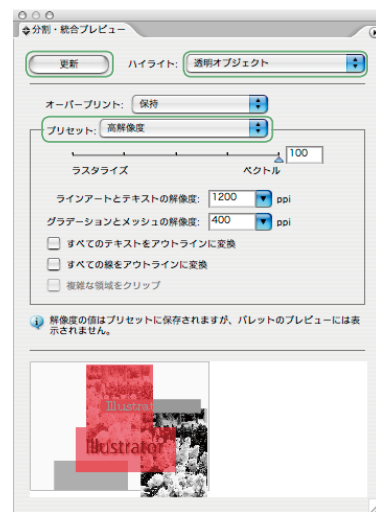 分割・統合プレビュー
更新 ハイライト: 透明オブジェクト
オーバープリント: 保持
プリセット: 高解像度
100
ラスタライズ ベクトル
ラインアートとテキストの解像度: 1200 ppi
グラデーションとメッシュの解像度: 400 ppi
すべてのテキストをアウトラインに変換
すべての線をアウトラインに変換
複雑な領域をクリップ
解像度の値はプリセットに保存されますが、パレットのプレビューには表
示されません。
Illustrator
Illustrator